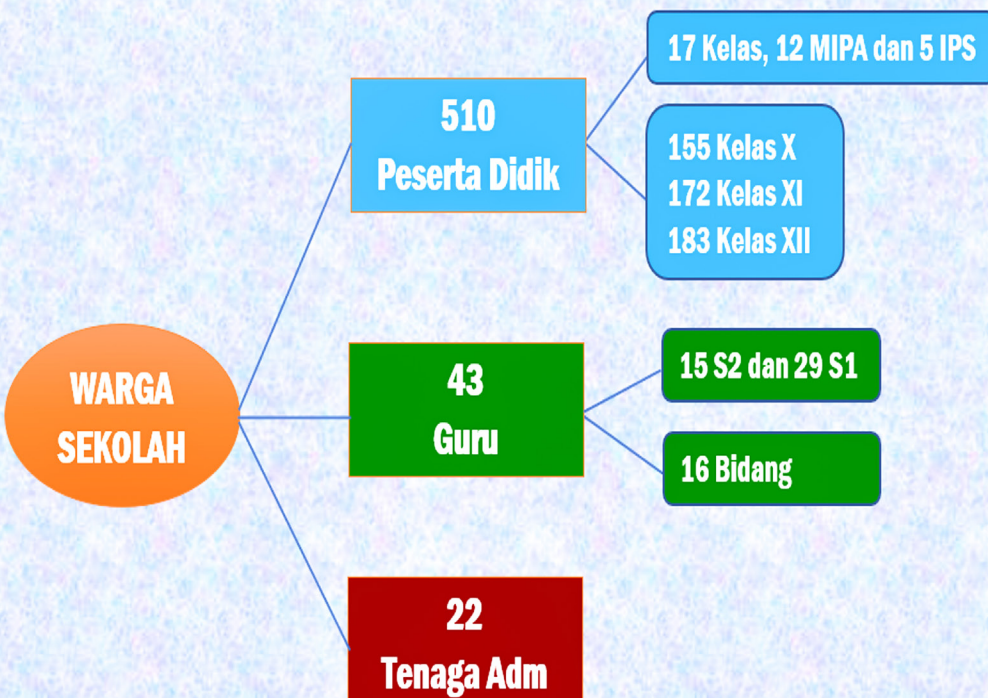 WARGA
SEKOLAH
510
Peserta Didik
17 Kelas, 12 MIPA dan 5 IPS
155 Kelas X
172 Kelas XI
183 Kelas XII
43
Guru
15 S2 dan 29 S1
16 Bidang
22
Tenaga Adm